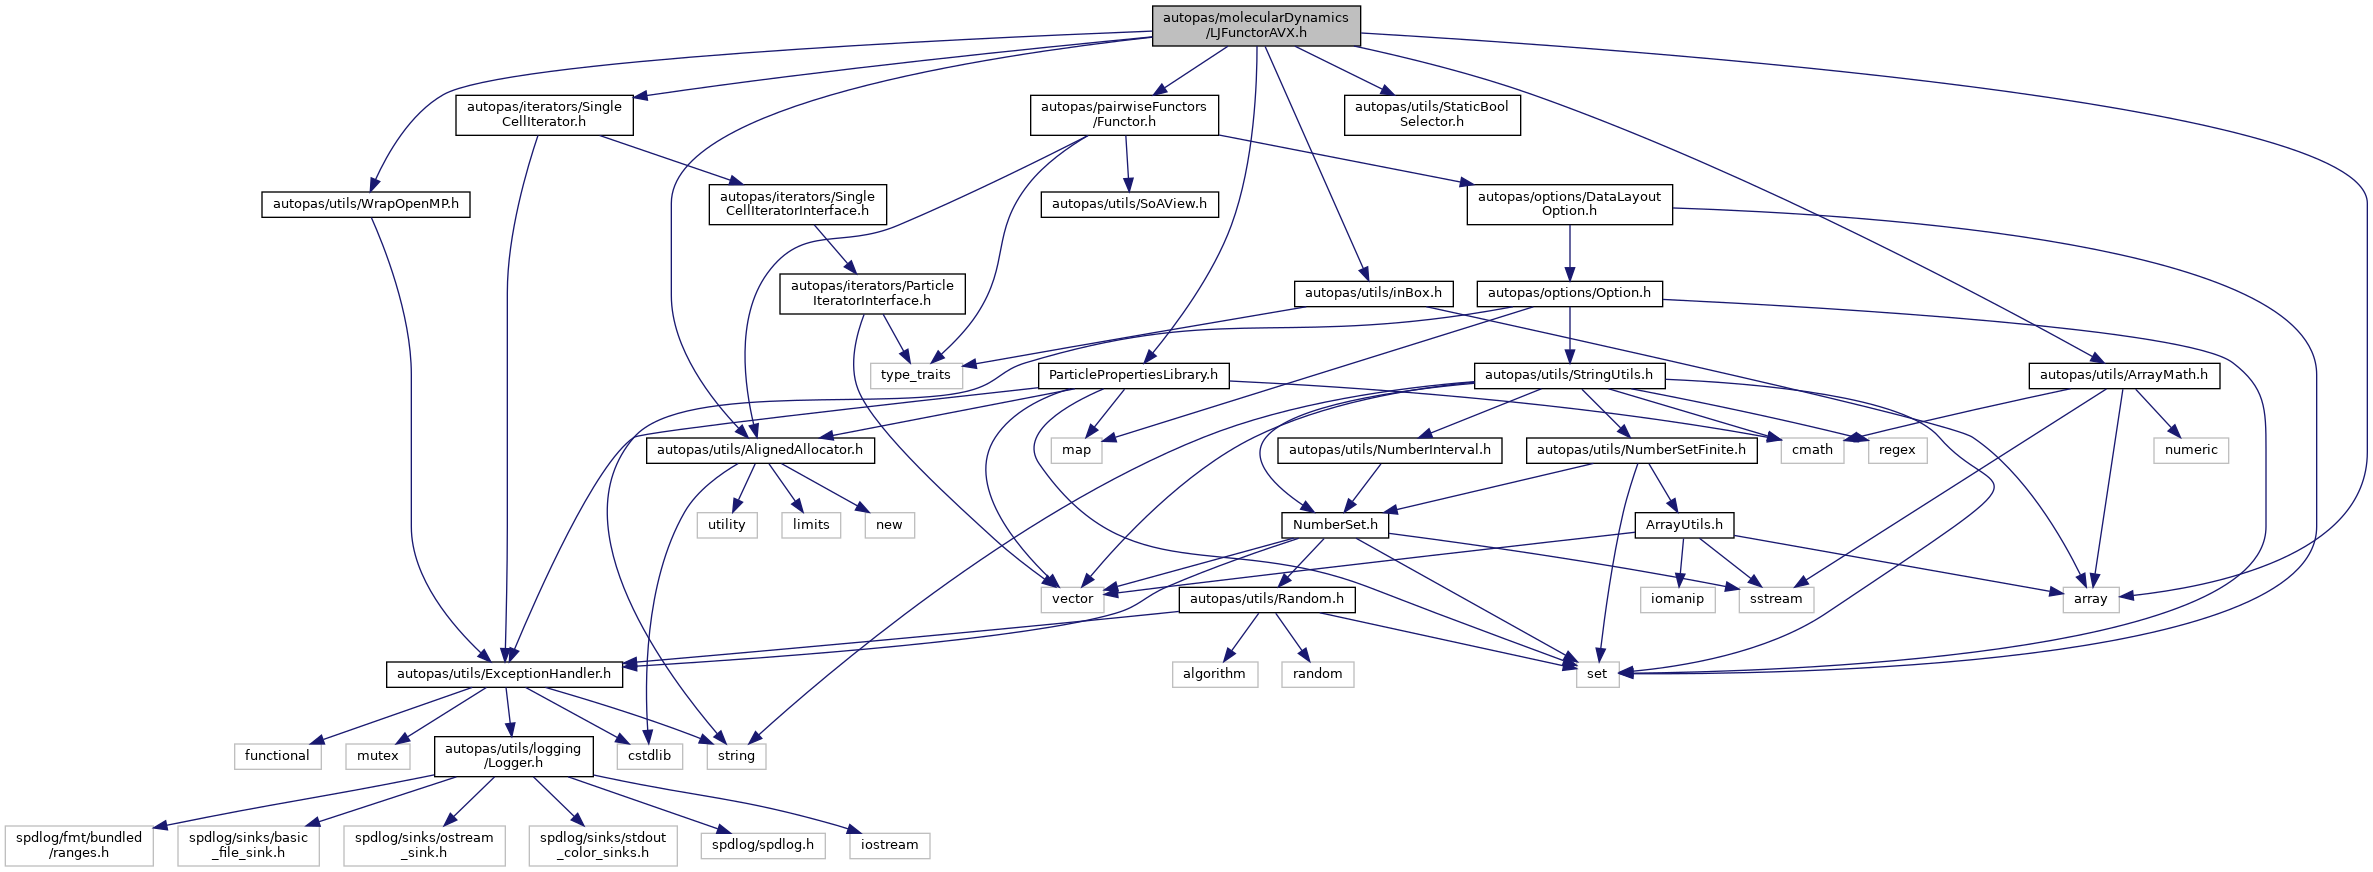 autopas/molecularDynamics
/LJFunctorAVX.h
autopas/iterators/Single
CellIterator.h
autopas/pairwiseFunctors
/Functor.h
autopas/utils/StaticBool
Selector.h
autopas/utils/WrapOpenMP.h
autopas/iterators/Single
CellIteratorInterface.h
autopas/utils/SoAView.h
autopas/options/DataLayout
Option.h
autopas/iterators/Particle
IteratorInterface.h
autopas/utils/inBox.h
autopas/options/Option.h
type_traits
ParticlePropertiesLibrary.h
autopas/utils/StringUtils.h
autopas/utils/ArrayMath.h
autopas/utils/AlignedAllocator.h
map
autopas/utils/NumberInterval.h
autopas/utils/NumberSetFinite.h
cmath
regex
numeric
utility
limits
new
NumberSet.h
ArrayUtils.h
vector
autopas/utils/Random.h
iomanip
sstream
array
autopas/utils/ExceptionHandler.h
algorithm
random
set
functional
mutex
autopas/utils/logging
/Logger.h
cstdlib
string
spdlog/fmt/bundled
/ranges.h
spdlog/sinks/basic
_file_sink.h
spdlog/sinks/ostream
_sink.h
spdlog/sinks/stdout
_color_sinks.h
spdlog/spdlog.h
iostream